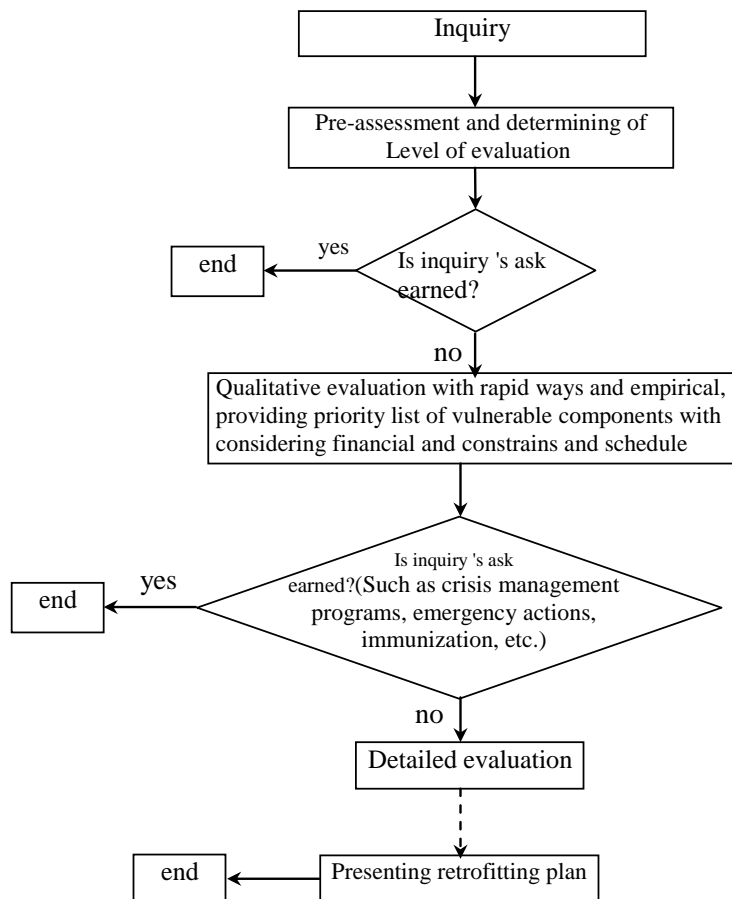 Inquiry
Pre-assessment and determining of
Level of evaluation
yes
end
Is inquiry 's ask
earned?
no
Qualitative evaluation with rapid ways and empirical,
providing priority list of vulnerable components with
considering financial and constrains and schedule
Is inquiry 's ask
earned?(Such as crisis management
programs, emergency actions,
immunization, etc.)
yes
end
no
Detailed evaluation
Presenting retrofitting plan
end